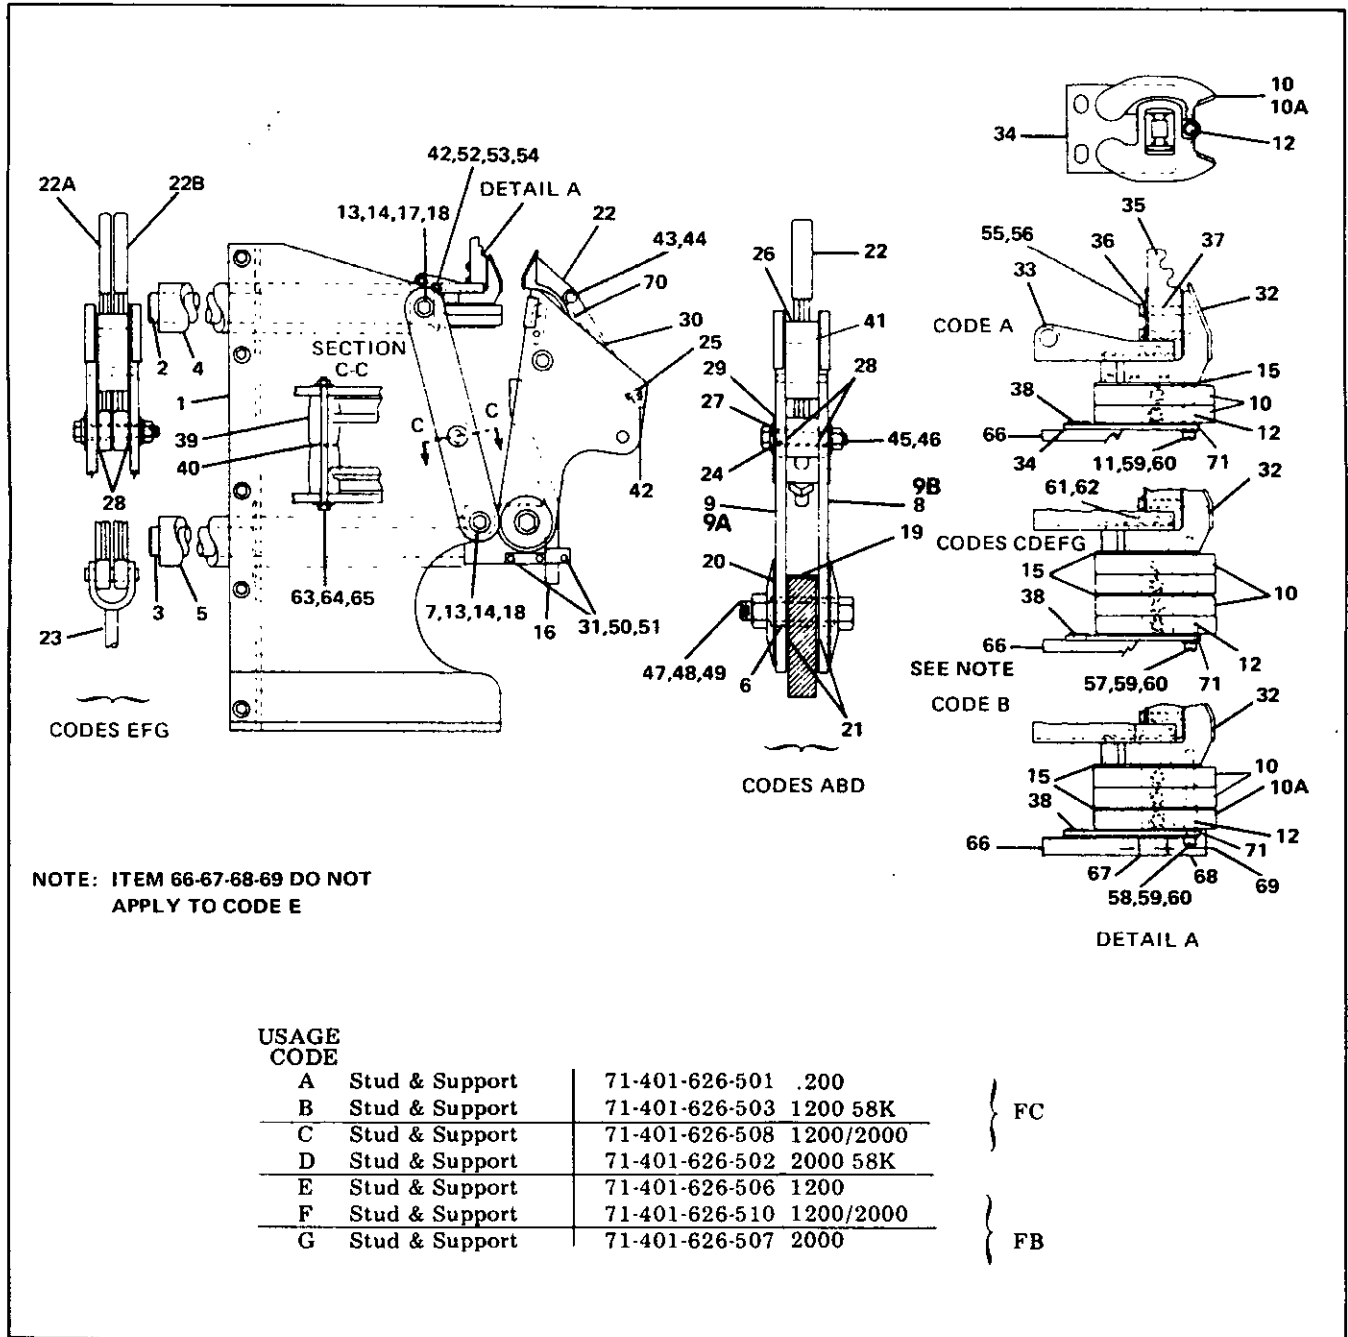 10
10A
34
12
42,52,53,54
22A
22B
DETAIL A
13,14,17,18
22
43,44
70
30
25
26
22
41
35
55,56
36
37
33
32
CODE A
2
4
SECTION
C-C
1
39
40
C
C
29
28
27
24
45,46
15
38
10
12
66
34
11,59,60
71
28
42
9
9A
9B
8
61,62
32
19
CODES CDEFG
20
15
10
38
3
5
23
63,64,65
7,13,14,18
16
31,50,51
66
12
SEE NOTE
57,59,60
71
47,48,49
6
21
CODE B
32
CODES EFG
CODES ABD
15
10
10A
38
12
66
71
67
68
69
58,59,60
NOTE: ITEM 66-67-68-69 DO NOT
APPLY TO CODE E
DETAIL A
USAGE
CODE
A Stud & Support 71-401-626-501 .200
B Stud & Support 71-401-626-503 1200 58K
FC
C Stud & Support 71-401-626-508 1200/2000
D Stud & Support 71-401-626-502 2000 58K
E Stud & Support 71-401-626-506 1200
F Stud & Support 71-401-626-510 1200/2000
G Stud & Support 71-401-626-507 2000
FB